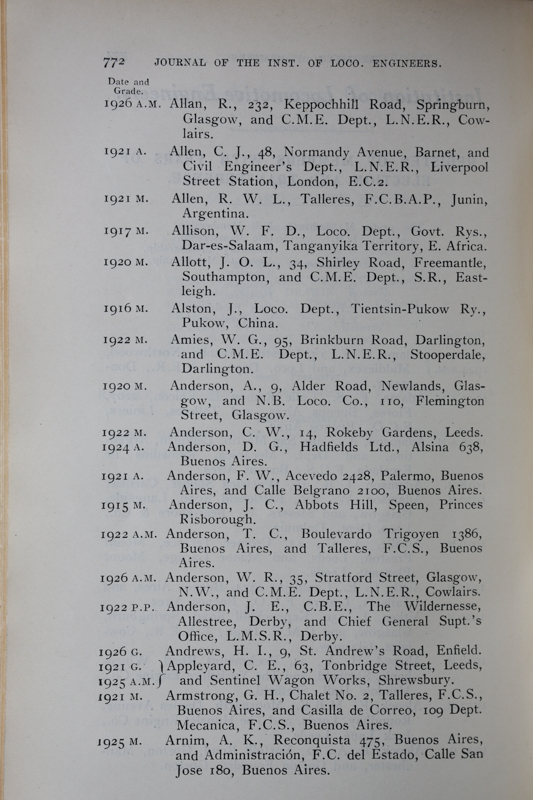 772 JOURNAL OF THE INST. OF LOCO. ENGINEERS.
Date and
Grade.
1926 A.M. Allan, R., 232, Keppochhill Road, Springburn,
Glasgow, and C.M.E. Dept., L.N.E.R., Cow-
lairs.
1921 A. Allen, C. J., 48, Normandy Avenue, Barnet, and
Civil Engineer's Dept., L.N.E.R., Liverpool
Street Station, London, E.C.2.
1921 M. Allen, R. W. L., Talleres, F.C.B.A.P., Junin,
Argentina.
1917 M. Allison, W. F. D., Loco. Dept., Govt. Rys.,
Dar-es-Salaam, Tanganyika Territory, E. Africa.
1920 M. Allott, J. O. L., 34, Shirley Road, Freemantle,
Southampton, and C.M.E. Dept., S.R., East-
leigh.
1916 M. Alston, J., Loco. Dept., Tientsin-Pukow Ry.,
Pukow, China.
1922 M. Amies, W. G., 95, Brinkburn Road, Darlington,
and C.M.E. Dept., L.N.E.R., Stooperdale,
Darlington.
1920 M. Anderson, A., 9, Alder Road, Newlands, Glas-
gow, and N.B. Loco. Co., 110, Flemington
Street, Glasgow.
1922 M. Anderson, C. W., 14, Rokeby Gardens, Leeds.
1924 A. Anderson, D. G., Hadfields Ltd., Alsina 638,
Buenos Aires.
1921 A. Anderson, F. W., Acevedo 2428, Palermo, Buenos
Aires, and Calle Belgrano 2100, Buenos Aires.
1915 M. Anderson, J. C., Abbots Hill, Speen, Princes
Risborough.
1922 A.M. Anderson, T. C., Boulevardo Trigoyen 1386,
Buenos Aires, and Talleres, F.C.S., Buenos
Aires.
1926 A.M. Anderson, W. R., 35, Stratford Street, Glasgow,
N.W., and C.M.E. Dept., L.N.E.R., Cowlairs.
1922 P.P. Anderson, J. E., C.B.E., The Wildernesse,
Allestree, Derby, and Chief General Supt.'s
Office, L.M.S.R., Derby.
1926 G. Andrews, H. I., 9, St. Andrew's Road, Enfield.
1921 G. } Appleyard, C. E., 63, Tonbridge Street, Leeds,
1925 A.M. } and Sentinel Wagon Works, Shrewsbury.
1921 M. Armstrong, G. H., Chalet No. 2, Talleres, F.C.S.,
Buenos Aires, and Casilla de Correo, 109 Dept.
Mecanica, F.C.S., Buenos Aires.
1925 M. Arnim, A. K., Reconquista 475, Buenos Aires,
and Administración, F.C. del Estado, Calle San
Jose 180, Buenos Aires.